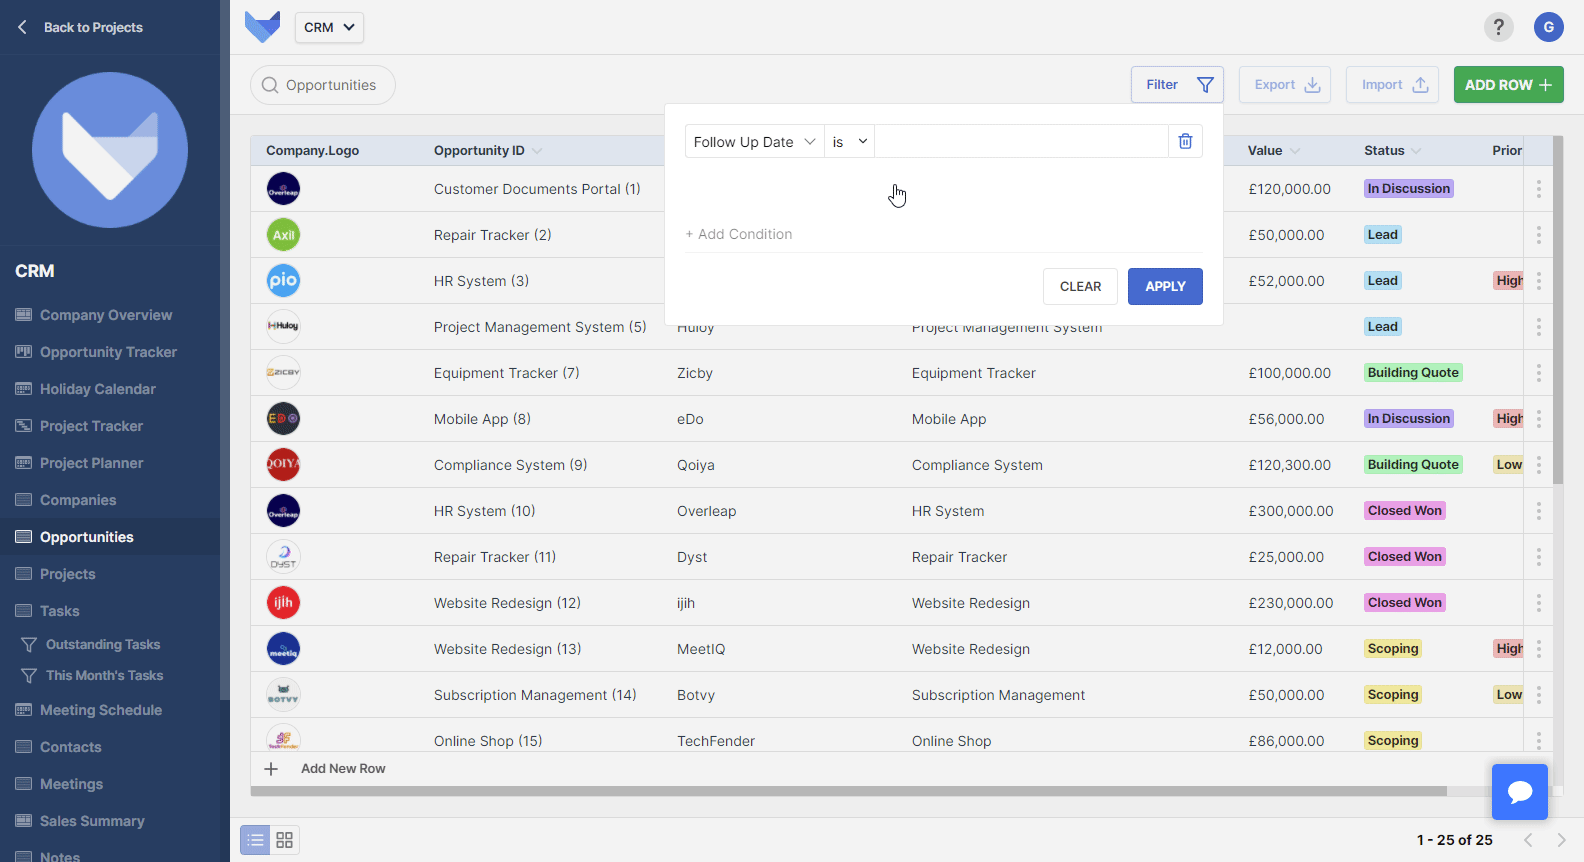 Back to Projects
CRM
?
G
Opportunities
Filter
Export
Import
ADD ROW +
Follow Up Date
is
+ Add Condition
CLEAR
APPLY
CRM
Company Overview
Opportunity Tracker
Holiday Calendar
Project Tracker
Project Planner
Companies
Opportunities
Projects
Tasks
Outstanding Tasks
This Month's Tasks
Meeting Schedule
Contacts
Meetings
Sales Summary
Notes
Company.Logo Opportunity ID Value Status Prior
Overleap Customer Documents Portal (1) £120,000.00 In Discussion
Axil Repair Tracker (2) £50,000.00 Lead
pio HR System (3) £52,000.00 Lead High
Huloy Project Management System (5) Huloy Project Management System Lead
ZICBY Equipment Tracker (7) Zicby Equipment Tracker £100,000.00 Building Quote
EDO Mobile App (8) eDo Mobile App £56,000.00 In Discussion High
QOIYA Compliance System (9) Qoiya Compliance System £120,300.00 Building Quote Low
Overleap HR System (10) Overleap HR System £300,000.00 Closed Won
DYST Repair Tracker (11) Dyst Repair Tracker £25,000.00 Closed Won
ijih Website Redesign (12) ijih Website Redesign £230,000.00 Closed Won
meetiq Website Redesign (13) MeetIQ Website Redesign £12,000.00 Scoping High
BOTVY Subscription Management (14) Botvy Subscription Management £50,000.00 Scoping Low
TechFender Online Shop (15) TechFender Online Shop £86,000.00 Scoping
+ Add New Row
1 - 25 of 25